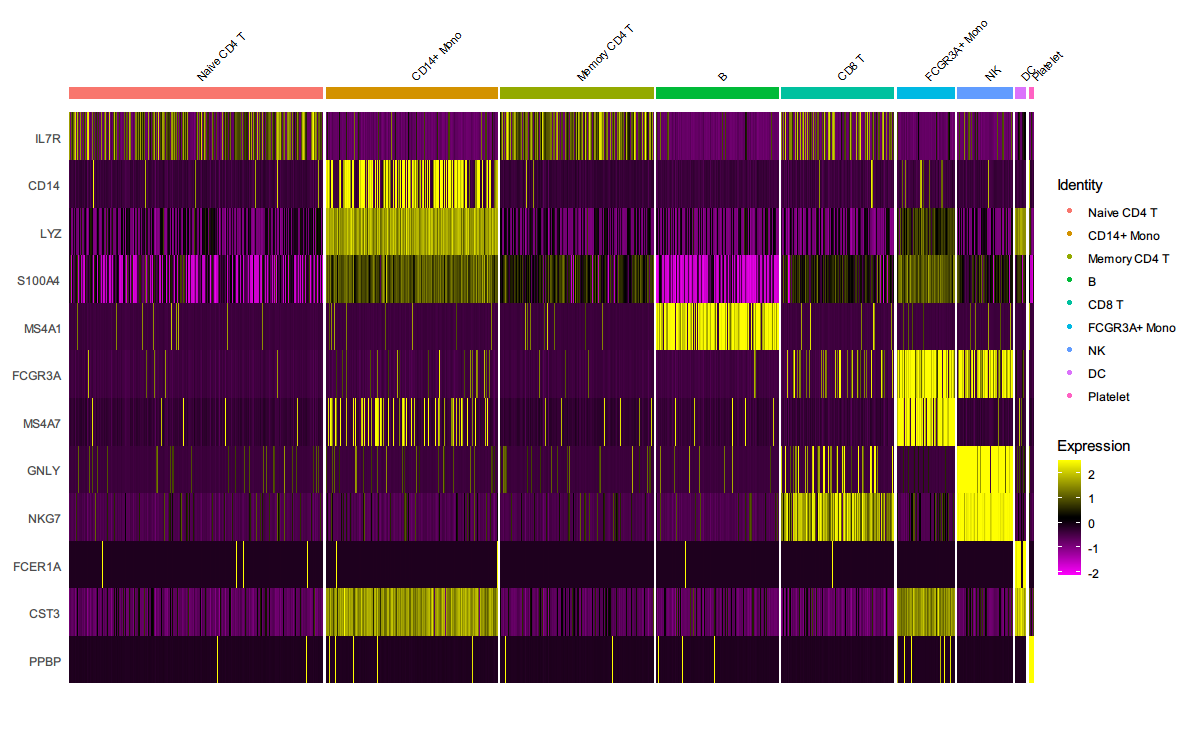 Naive CD4 T
CD14+ Mono
Memory CD4 T
B
CD8 T
FCGR3A+ Mono
NK
DC
Platelet
IL7R
CD14
LYZ
S100A4
MS4A1
FCGR3A
MS4A7
GNLY
NKG7
FCER1A
CST3
PPBP
Identity
Naive CD4 T
CD14+ Mono
Memory CD4 T
B
CD8 T
FCGR3A+ Mono
NK
DC
Platelet
Expression
2
1
0
-1
-2